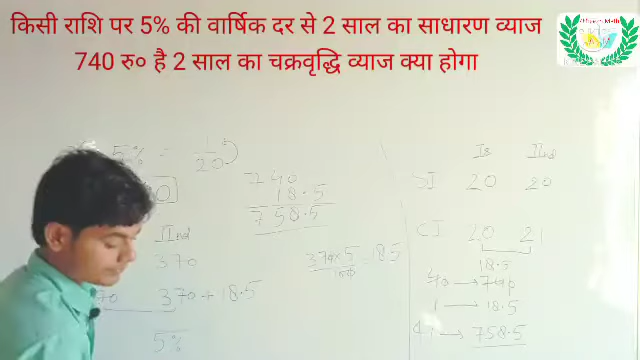 किसी राशि पर 5% की वार्षिक दर से 2 साल का साधारण व्याज
740 रु० है 2 साल का चक्रवृद्धि व्याज क्या होगा
5% = 1/20
740
18.5
758.5
IInd
370
370 + 18.5
5%
370×5/100 = 18.5
Ist IInd
SI 20 20
CI 20 21
18.5
40 → 740
1 → 18.5
41 → 758.5